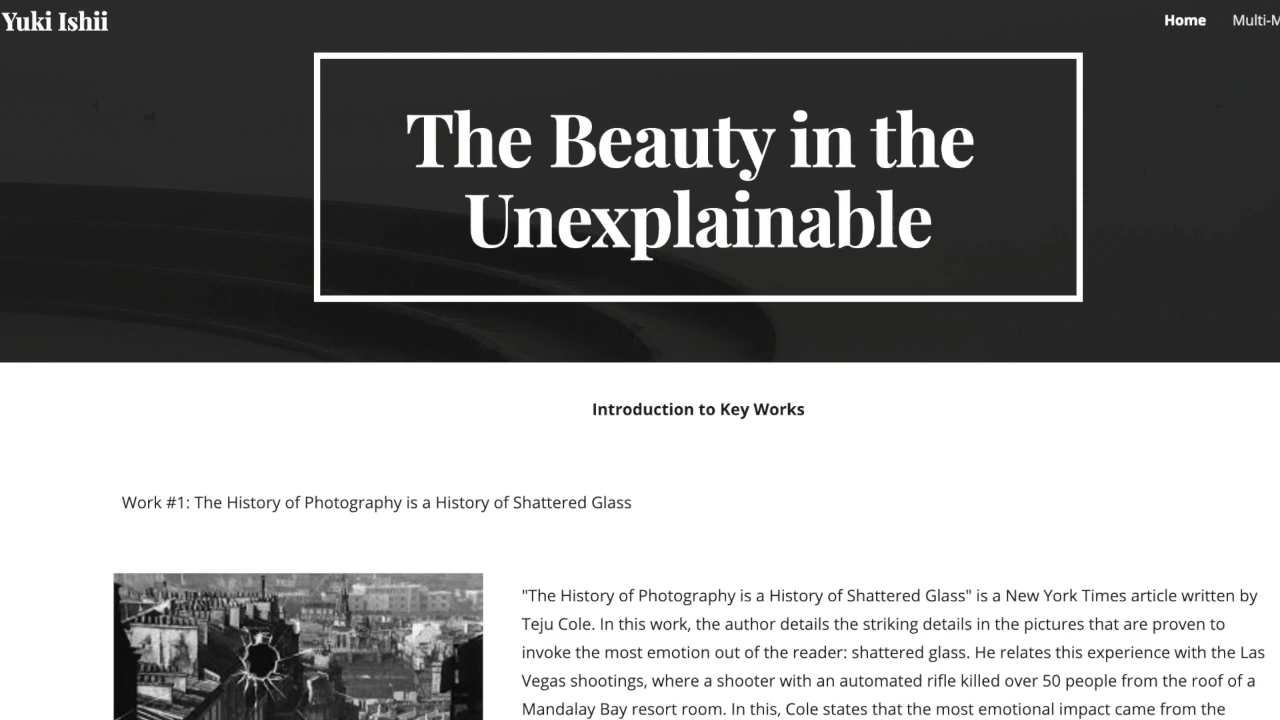 Yuki Ishii
Home Multi-M
The Beauty in the
Unexplainable
Introduction to Key Works
Work #1: The History of Photography is a History of Shattered Glass
"The History of Photography is a History of Shattered Glass" is a New York Times article written by
Teju Cole. In this work, the author details the striking details in the pictures that are proven to
invoke the most emotion out of the reader: shattered glass. He relates this experience with the Las
Vegas shootings, where a shooter with an automated rifle killed over 50 people from the roof of a
Mandalay Bay resort room. In this, Cole states that the most emotional impact came from the